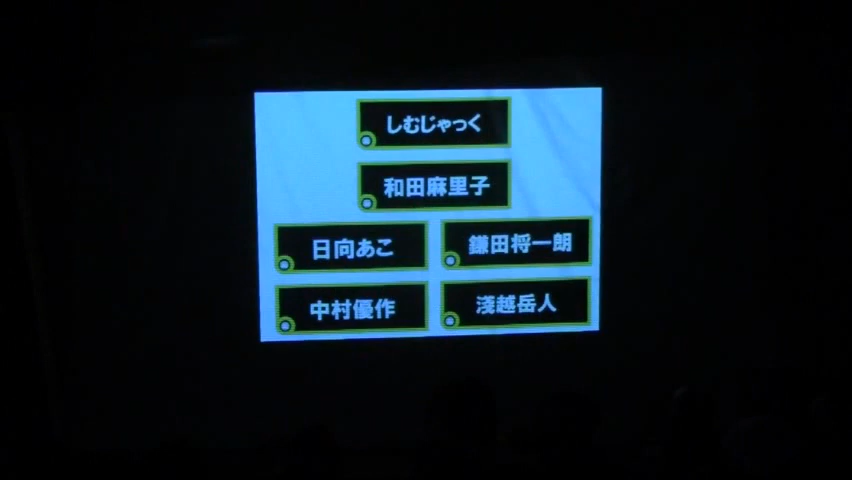 しむじゃっく
和田麻里子
日向あこ
鎌田将一朗
中村優作
淺越岳人